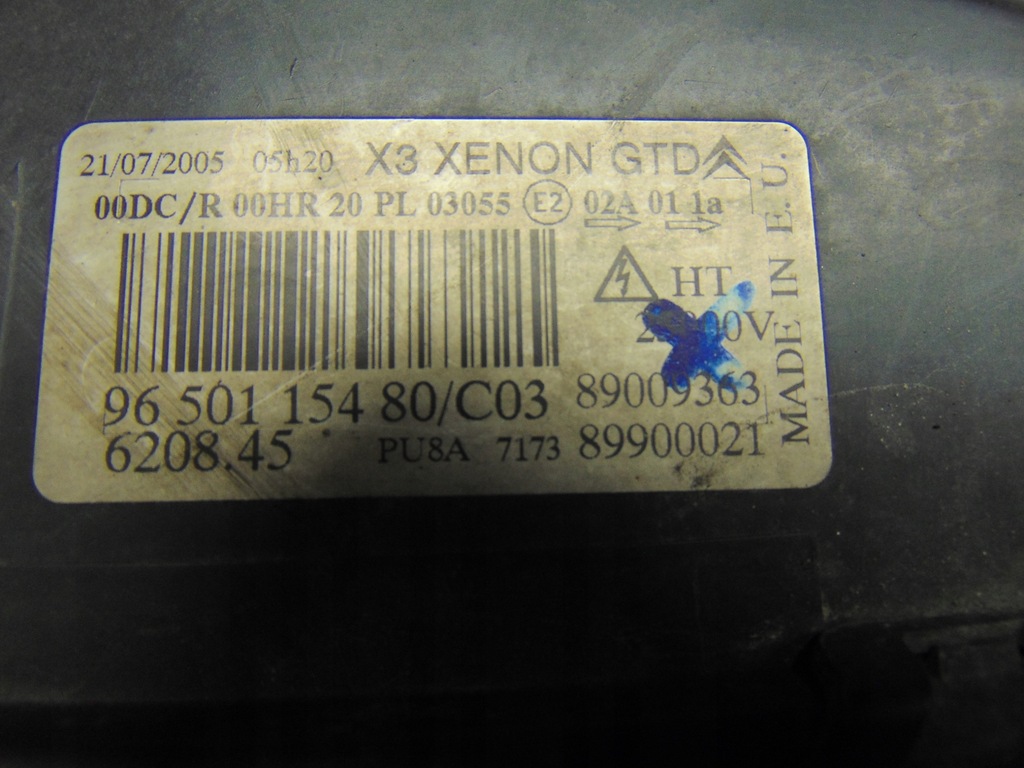 21/07/2005 05h20 X3 XENON GTD
00DC/R 00HR 20 PL 03055 E2 02A 01 1a
HT
96 501 154 80/C03 89009363
6208.45 PU8A 7173 89900021
MADE IN E.U.